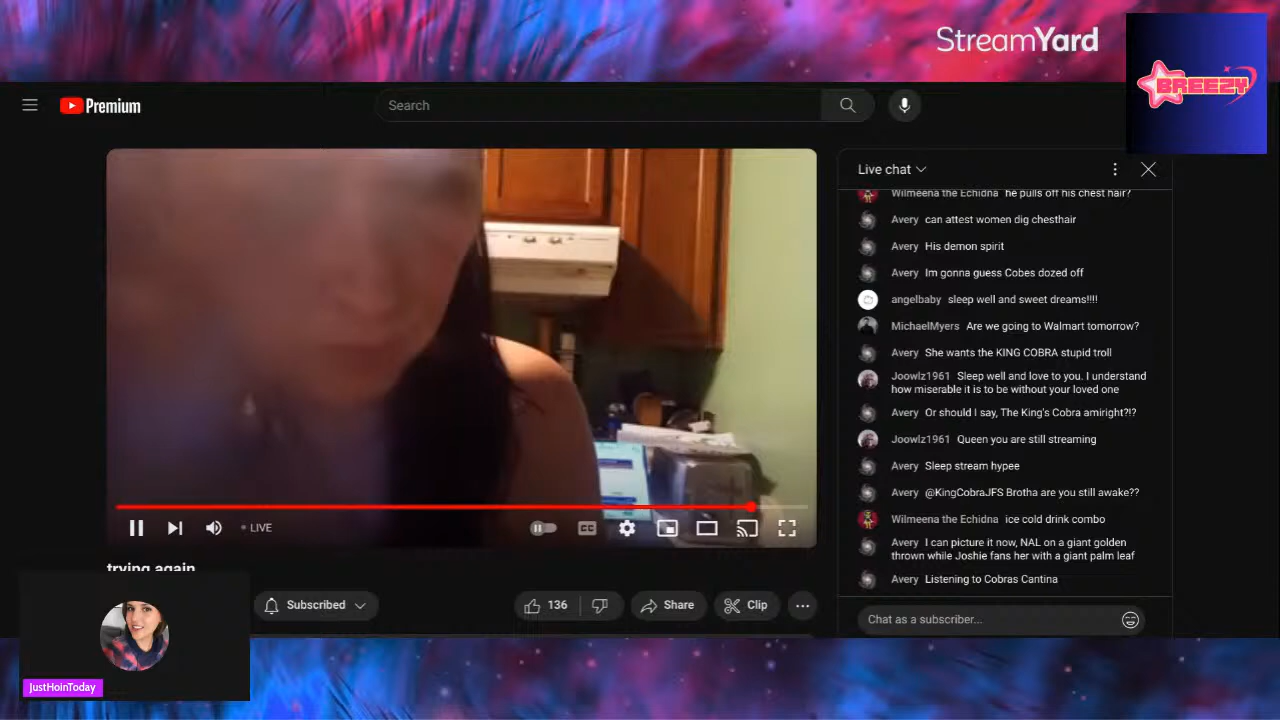 StreamYard
BREEZY
Premium
Search
Live chat
Wilmeena the Echidna he pulls off his chest hair?
Avery can attest women dig chesthair
Avery His demon spirit
Avery Im gonna guess Cobes dozed off
angelbaby sleep well and sweet dreams!!!!
MichaelMyers Are we going to Walmart tomorrow?
Avery She wants the KING COBRA stupid troll
Joowlz1961 Sleep well and love to you. I understand
how miserable it is to be without your loved one
Avery Or should I say, The King's Cobra amiright?!?
Joowlz1961 Queen you are still streaming
Avery Sleep stream hypee
Avery @KingCobraJFS Brotha are you still awake??
Wilmeena the Echidna ice cold drink combo
Avery I can picture it now, NAL on a giant golden
thrown while Joshie fans her with a giant palm leaf
Avery Listening to Cobras Cantina
Chat as a subscriber...
LIVE
CC
trying again
Subscribed
136
Share
Clip
JustHoinToday